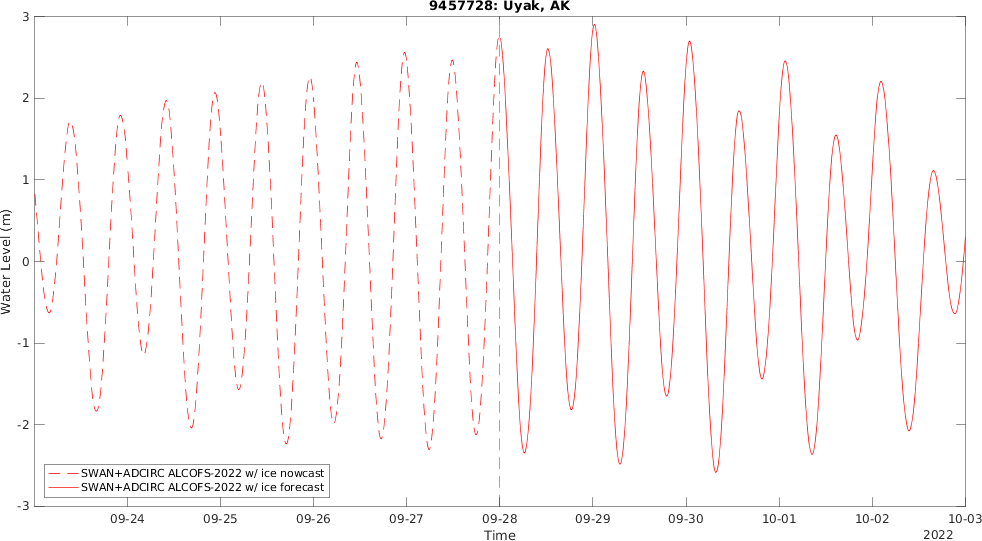 9457728: Uyak, AK
3
2
1
0
-1
-2
-3
Water Level (m)
SWAN+ADCIRC ALCOFS-2022 w/ ice nowcast
SWAN+ADCIRC ALCOFS-2022 w/ ice forecast
09-24 09-25 09-26 09-27 09-28 09-29 09-30 10-01 10-02 10-03
Time
2022